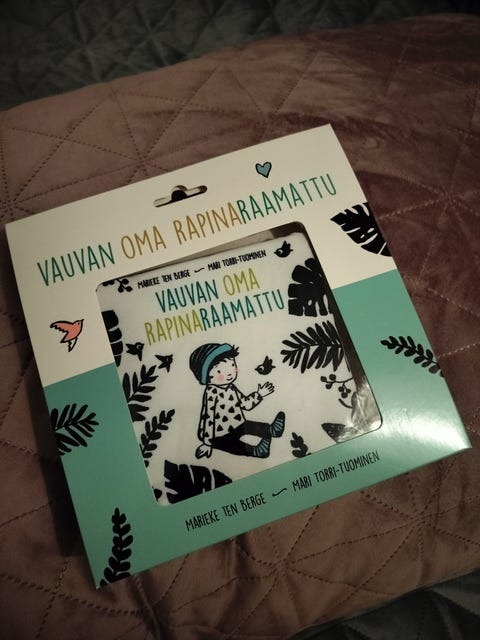 VAUVAN OMA RAPINARAAMATTU
MARIEKE TEN BERGE ~ MARI TORRI-TUOMINEN
VAUVAN OMA
RAPINARAAMATTU
MARIEKE TEN BERGE ~ MARI TORRI-TUOMINEN